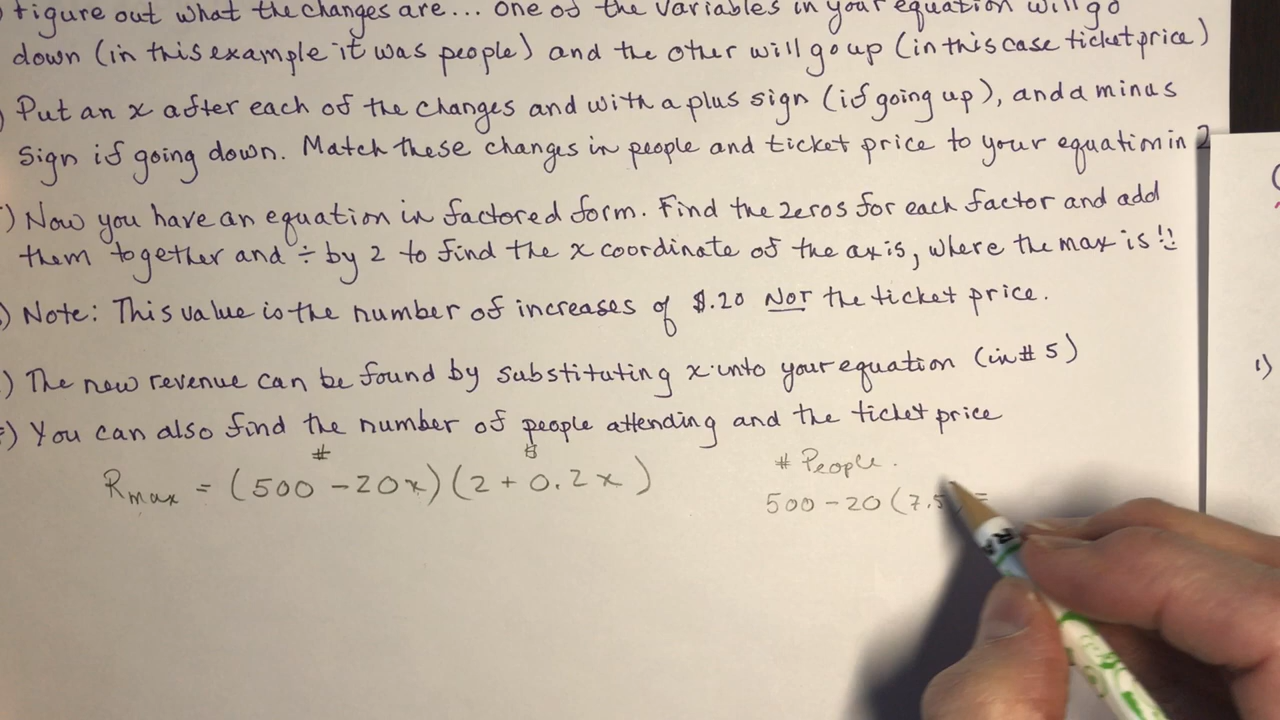 figure out what the changes are... one of the variables in your equation will go
down (in this example it was people) and the other will go up (in this case ticket price)
) Put an x after each of the changes and with a plus sign (if going up), and a minus
sign if going down. Match these changes in people and ticket price to your equation in 2
) Now you have an equation in factored form. Find the zeros for each factor and add
them together and ÷ by 2 to find the x coordinate of the axis, where the max is!!
) Note: This value is the number of increases of $.20 NOT the ticket price.
) The new revenue can be found by substituting x into your equation (in # 5)
) You can also find the number of people attending and the ticket price
# $
R max = (500 - 20x)(2 + 0.2x)
# People.
500 - 20 (7.5) =
1)